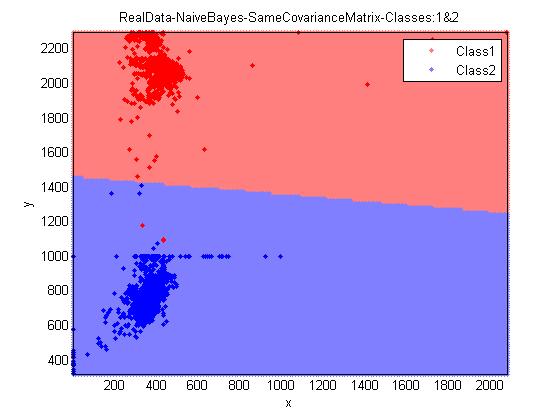 RealData-NaiveBayes-SameCovarianceMatrix-Classes:1&2
Class1
Class2
y
2200
2000
1800
1600
1400
1200
1000
800
600
400
200 400 600 800 1000 1200 1400 1600 1800 2000
x